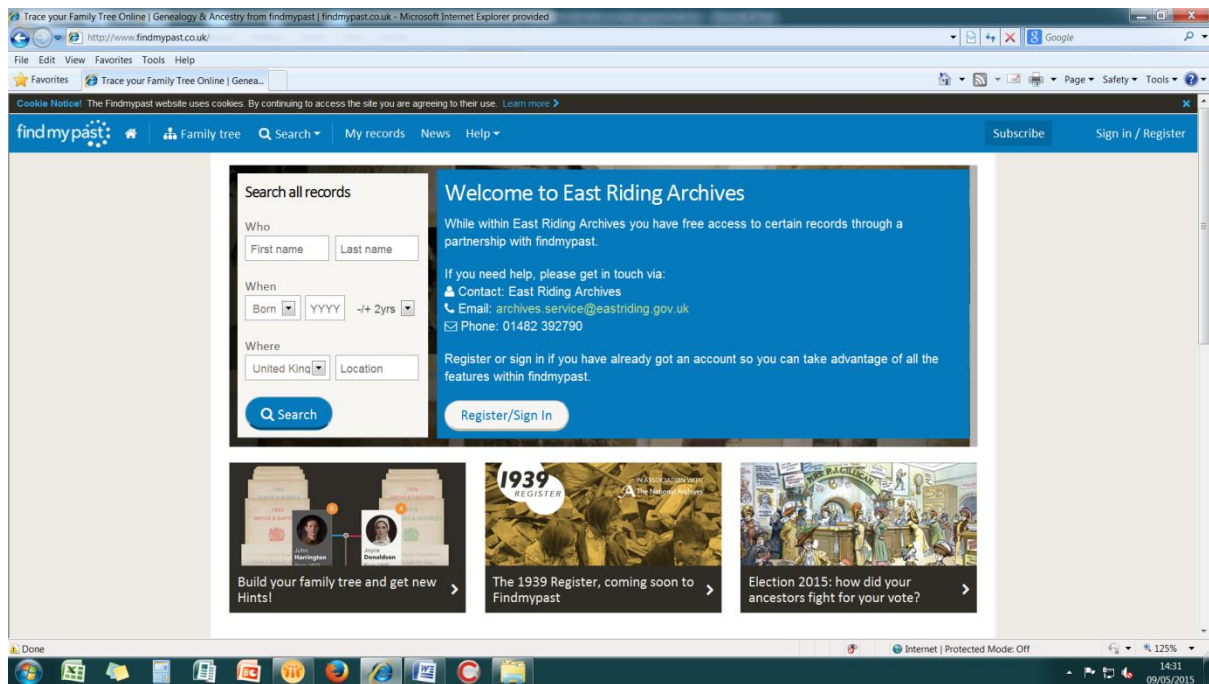 Trace your Family Tree Online | Genealogy & Ancestry from findmypast | findmypast.co.uk - Microsoft Internet Explorer provided
http://www.findmypast.co.uk/
Google
File Edit View Favorites Tools Help
Favorites Trace your Family Tree Online | Genea...
Page Safety Tools
Cookie Notice! The Findmypast website uses cookies. By continuing to access the site you are agreeing to their use. Learn more
findmypast Family tree Search My records News Help Subscribe Sign in / Register
Search all records
Who
First name Last name
When
Born YYYY -/+ 2yrs
Where
United King Location
Search
Welcome to East Riding Archives
While within East Riding Archives you have free access to certain records through a
partnership with findmypast.
If you need help, please get in touch via:
Contact: East Riding Archives
Email: archives.service@eastriding.gov.uk
Phone: 01482 392790
Register or sign in if you have already got an account so you can take advantage of all the
features within findmypast.
Register/Sign In
6 4
John
Harrington
Joyce
Donaldson
Build your family tree and get new
Hints!
1939
REGISTER
IN ASSOCIATION WITH
The National Archives
The 1939 Register, coming soon to
Findmypast
MRS P.J. GILLIGAN
Election 2015: how did your
ancestors fight for your vote?
Done
Internet | Protected Mode: Off
125%
14:31
09/05/2015